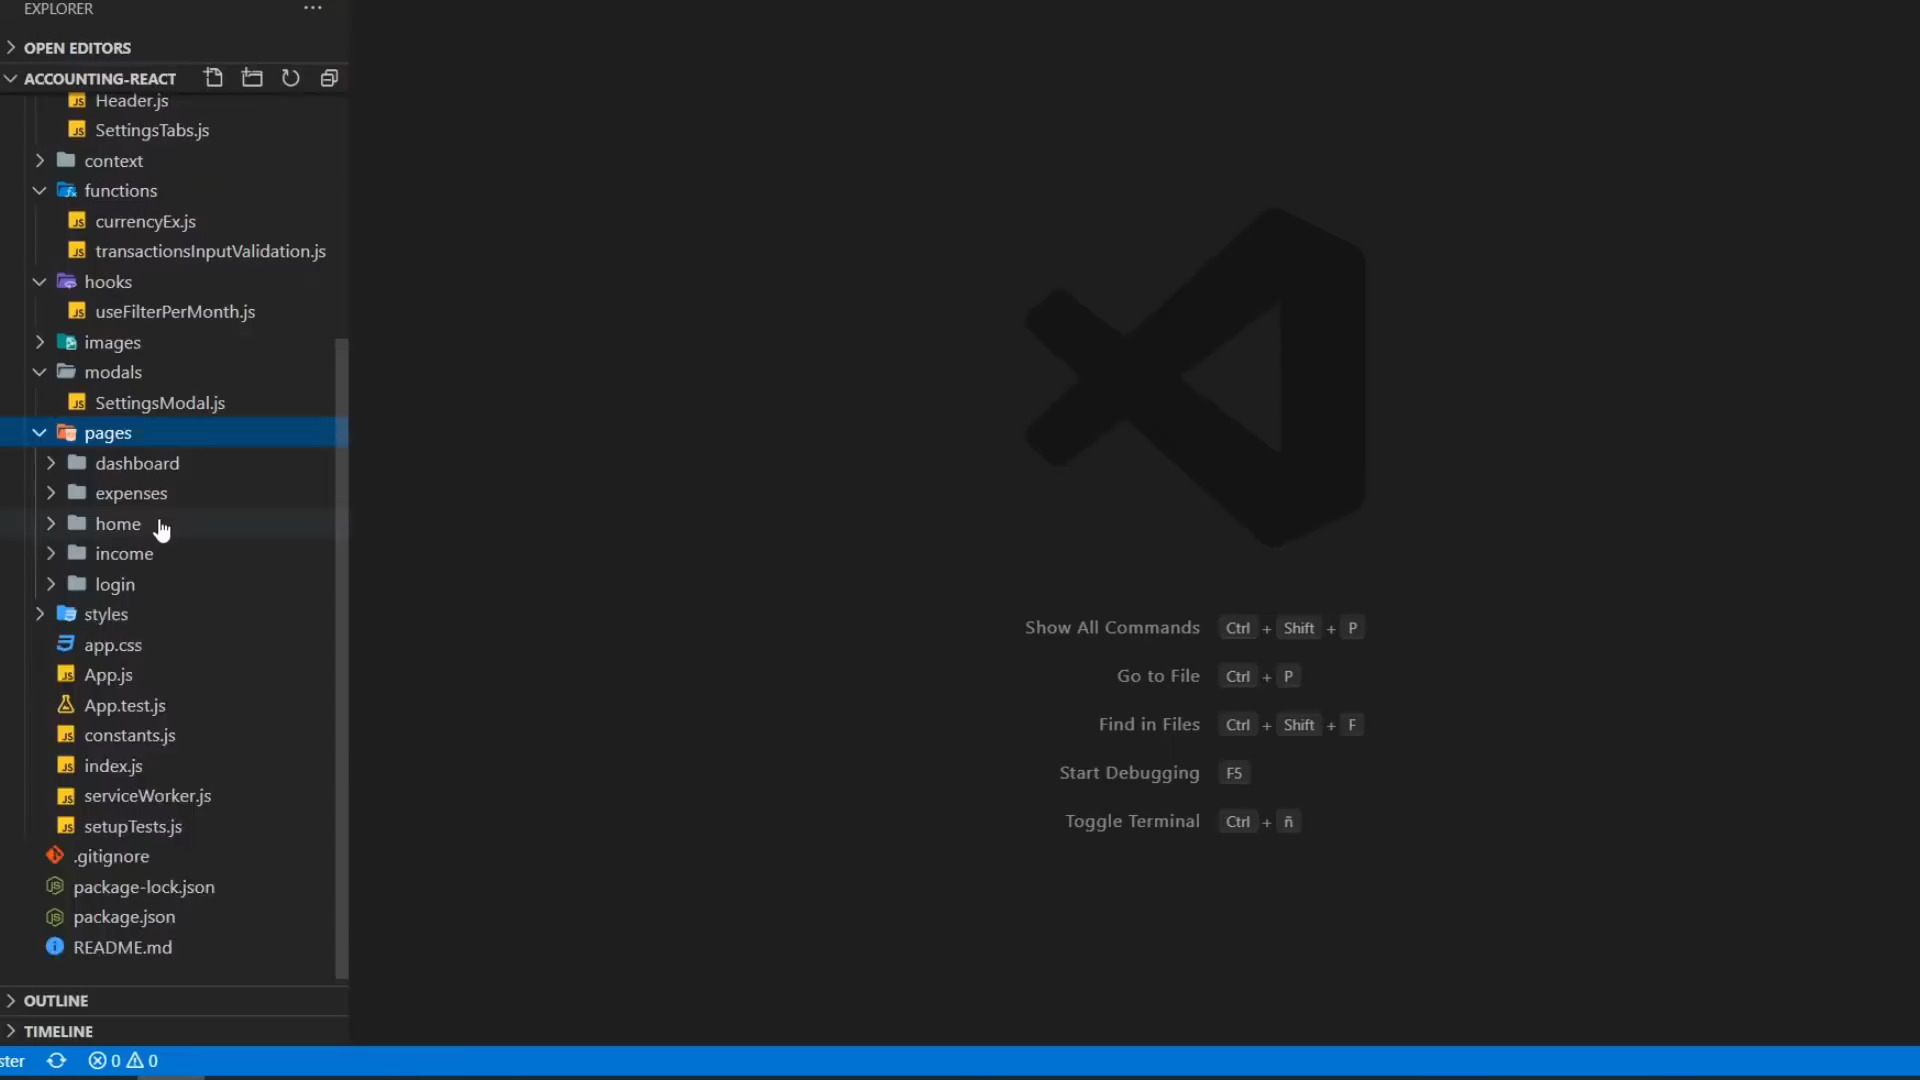 EXPLORER
OPEN EDITORS
ACCOUNTING-REACT
Header.js
SettingsTabs.js
context
functions
currencyEx.js
transactionsInputValidation.js
hooks
useFilterPerMonth.js
images
modals
SettingsModal.js
pages
dashboard
expenses
home
income
login
styles
app.css
App.js
App.test.js
constants.js
index.js
serviceWorker.js
setupTests.js
.gitignore
package-lock.json
package.json
README.md
OUTLINE
TIMELINE
ster 0 0
Show All Commands Ctrl + Shift + P
Go to File Ctrl + P
Find in Files Ctrl + Shift + F
Start Debugging F5
Toggle Terminal Ctrl + ñ